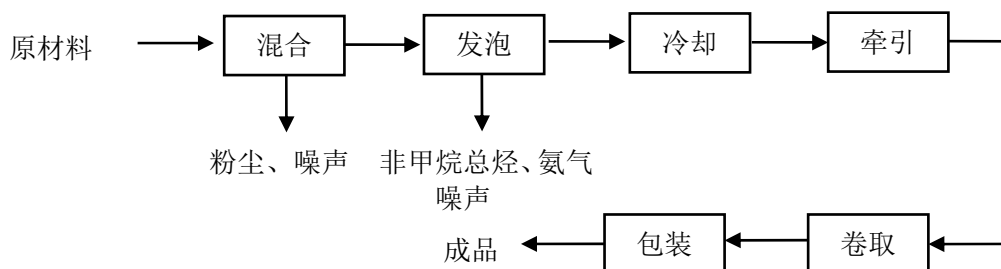 原材料
混合
发泡
冷却
牵引
粉尘、噪声
非甲烷总烃、氨气
噪声
成品
包装
卷取